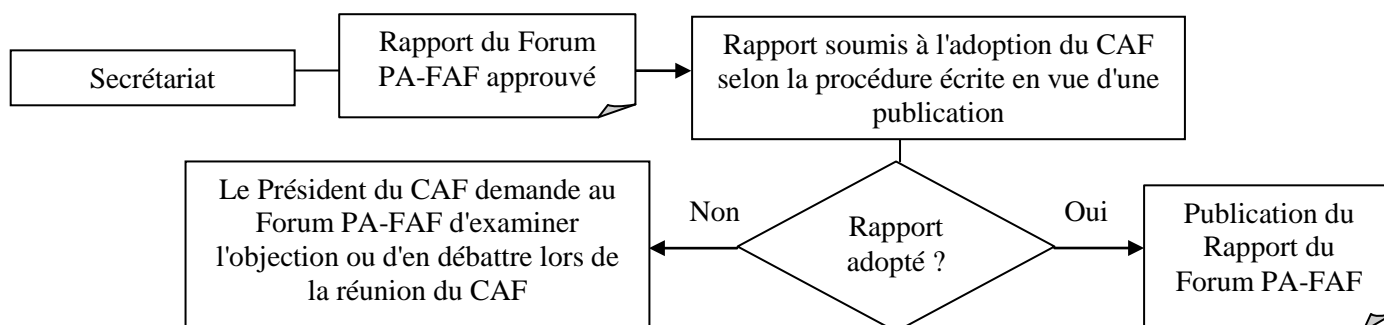 Secrétariat
Rapport du Forum
PA-FAF approuvé
Rapport soumis à l'adoption du CAF
selon la procédure écrite en vue d'une
publication
Le Président du CAF demande au
Forum PA-FAF d'examiner
l'objection ou d'en débattre lors de
la réunion du CAF
Non
Rapport
adopté ?
Oui
Publication du
Rapport du
Forum PA-FAF